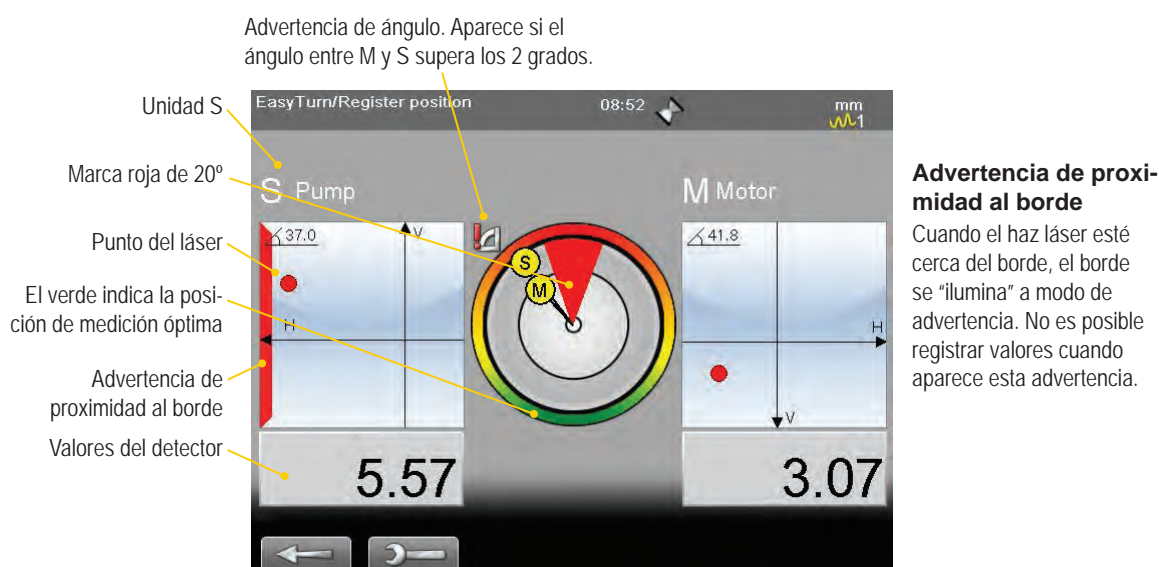 Advertencia de ángulo. Aparece si el
ángulo entre M y S supera los 2 grados.
Unidad S
Marca roja de 20º
Punto del láser
El verde indica la posi-
ción de medición óptima
Advertencia de
proximidad al borde
Valores del detector
EasyTurn/Register position
08:52
mm
1
S Pump
M Motor
37.0
V
H
S
M
41.8
H
V
5.57
3.07
Advertencia de proxi-
midad al borde
Cuando el haz láser esté
cerca del borde, el borde
se “ilumina” a modo de
advertencia. No es posible
registrar valores cuando
aparece esta advertencia.